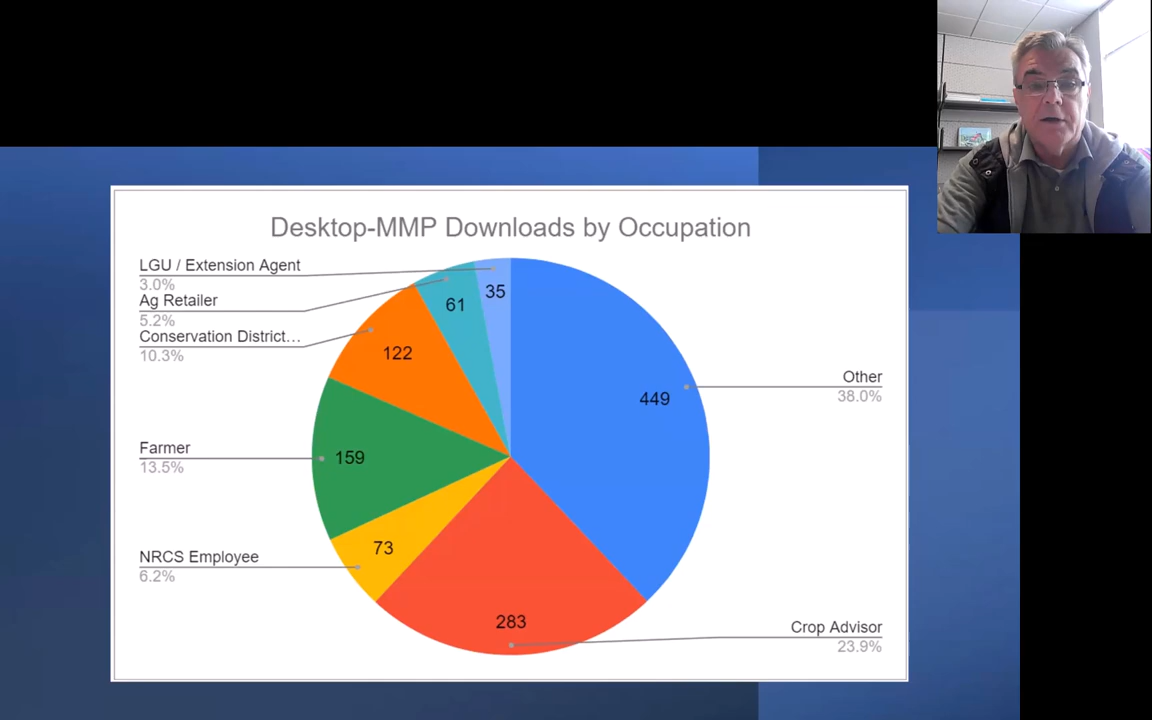 Desktop-MMP Downloads by Occupation
LGU / Extension Agent
3.0%
Ag Retailer
5.2%
Conservation District…
10.3%
Farmer
13.5%
NRCS Employee
6.2%
35
61
122
159
73
283
449
Other
38.0%
Crop Advisor
23.9%